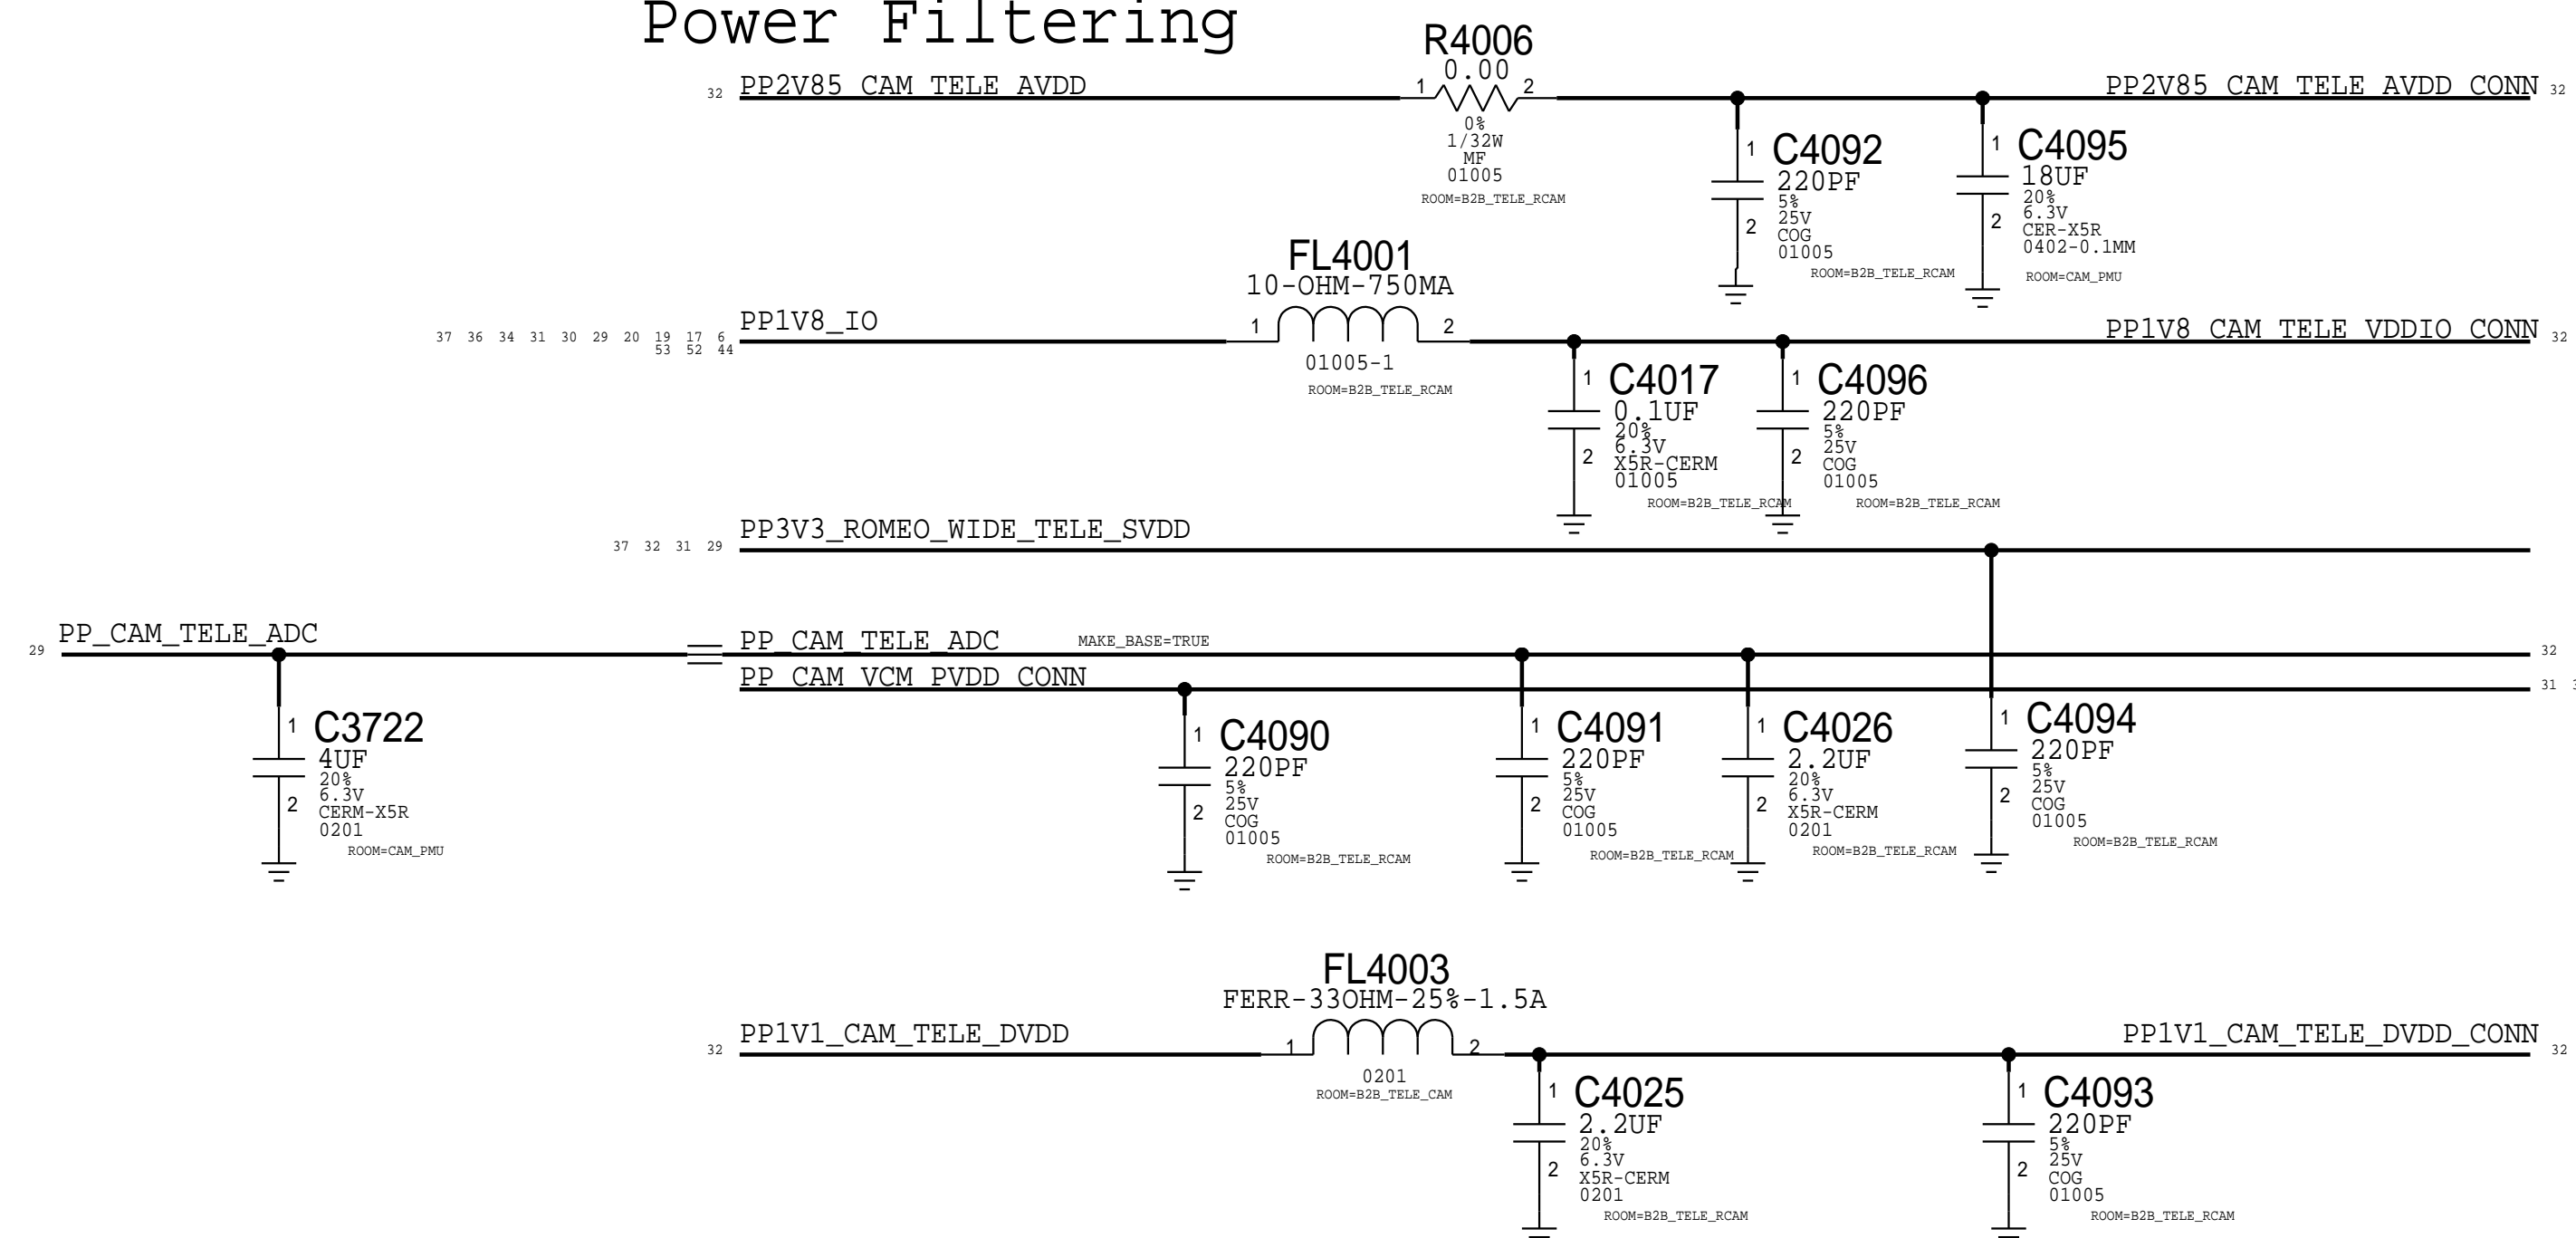 Power Filtering
R4006
0.00
32 PP2V85_CAM_TELE_AVDD 1 2 PP2V85_CAM_TELE_AVDD_CONN 32
0%
1/32W
MF
01005
ROOM=B2B_TELE_RCAM
1 C4092
220PF
5%
25V
2
COG
01005
ROOM=B2B_TELE_RCAM
1 C4095
18UF
20%
6.3V
2
CER-X5R
0402-0.1MM
ROOM=CAM_PMU
FL4001
10-OHM-750MA
37 36 34 31 30 29 20 19 17 6 PP1V8_IO 1 2 PP1V8_CAM_TELE_VDDIO_CONN 32
53 52 44
01005-1
ROOM=B2B_TELE_RCAM
1 C4017
0.1UF
20%
6.3V
2
X5R-CERM
01005
ROOM=B2B_TELE_RCAM
1 C4096
220PF
5%
25V
2
COG
01005
ROOM=B2B_TELE_RCAM
37 32 31 29 PP3V3_ROMEO_WIDE_TELE_SVDD
29 PP_CAM_TELE_ADC PP_CAM_TELE_ADC MAKE_BASE=TRUE 32
PP_CAM_VCM_PVDD_CONN 31
1 C3722
4UF
20%
6.3V
2
CERM-X5R
0201
ROOM=CAM_PMU
1 C4090
220PF
5%
25V
2
COG
01005
ROOM=B2B_TELE_RCAM
1 C4091
220PF
5%
25V
2
COG
01005
ROOM=B2B_TELE_RCAM
1 C4026
2.2UF
20%
6.3V
2
X5R-CERM
0201
ROOM=B2B_TELE_RCAM
1 C4094
220PF
5%
25V
2
COG
01005
ROOM=B2B_TELE_RCAM
FL4003
FERR-33OHM-25%-1.5A
32 PP1V1_CAM_TELE_DVDD 1 2 PP1V1_CAM_TELE_DVDD_CONN 32
0201
ROOM=B2B_TELE_CAM
1 C4025
2.2UF
20%
6.3V
2
X5R-CERM
0201
ROOM=B2B_TELE_RCAM
1 C4093
220PF
5%
25V
2
COG
01005
ROOM=B2B_TELE_RCAM